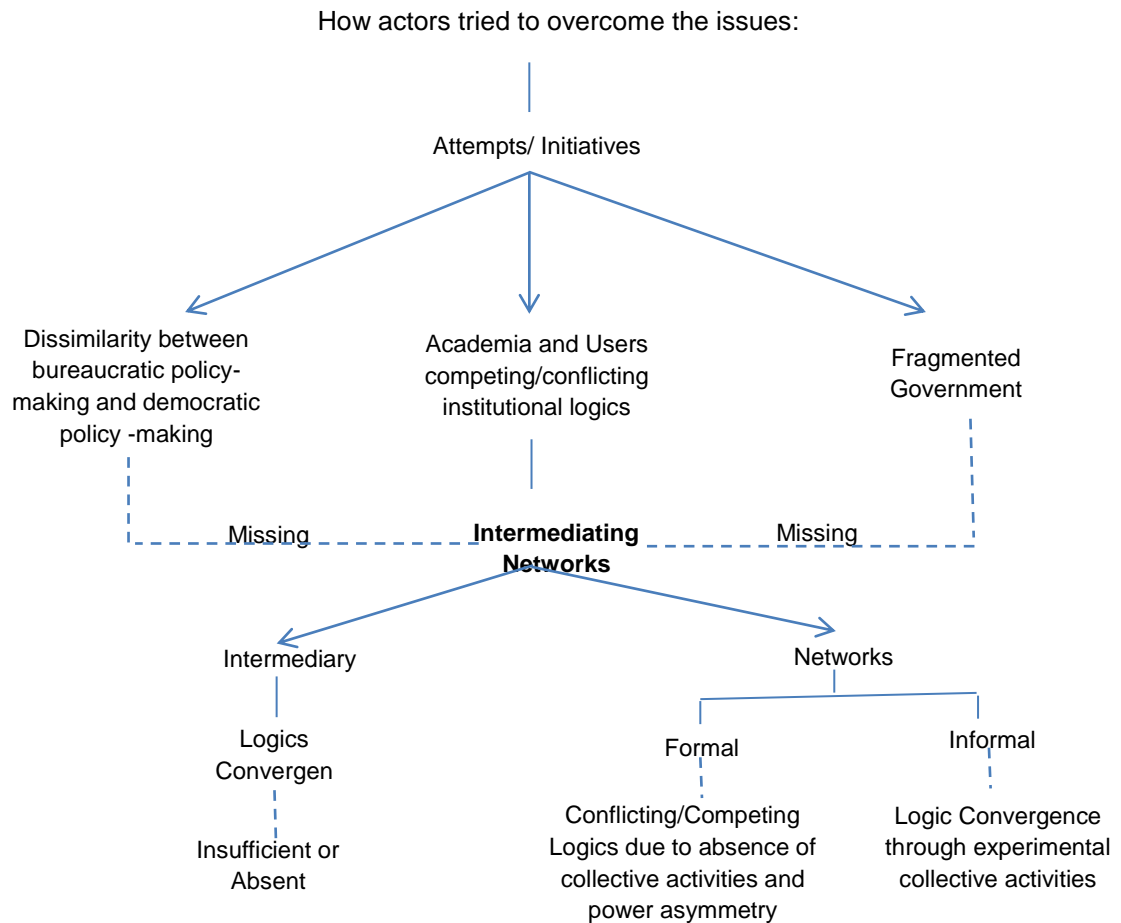 How actors tried to overcome the issues:
Attempts/ Initiatives
Dissimilarity between
bureaucratic policy-
making and democratic
policy -making
Academia and Users
competing/conflicting
institutional logics
Fragmented
Government
Missing
Intermediating
Networks
Missing
Intermediary
Networks
Logics
Convergen
Formal
Informal
Insufficient or
Absent
Conflicting/Competing
Logics due to absence of
collective activities and
power asymmetry
Logic Convergence
through experimental
collective activities